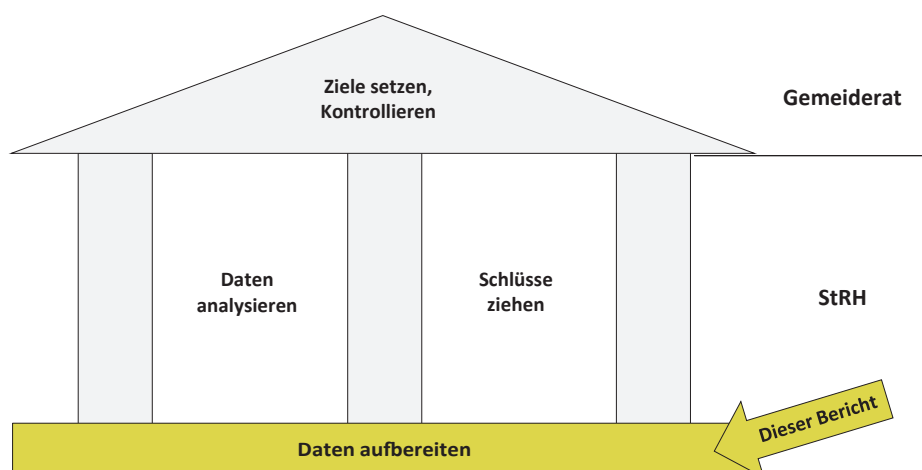 Ziele setzen,
Kontrollieren
Gemeiderat
Daten
analysieren
Schlüsse
ziehen
StRH
Dieser Bericht
Daten aufbereiten